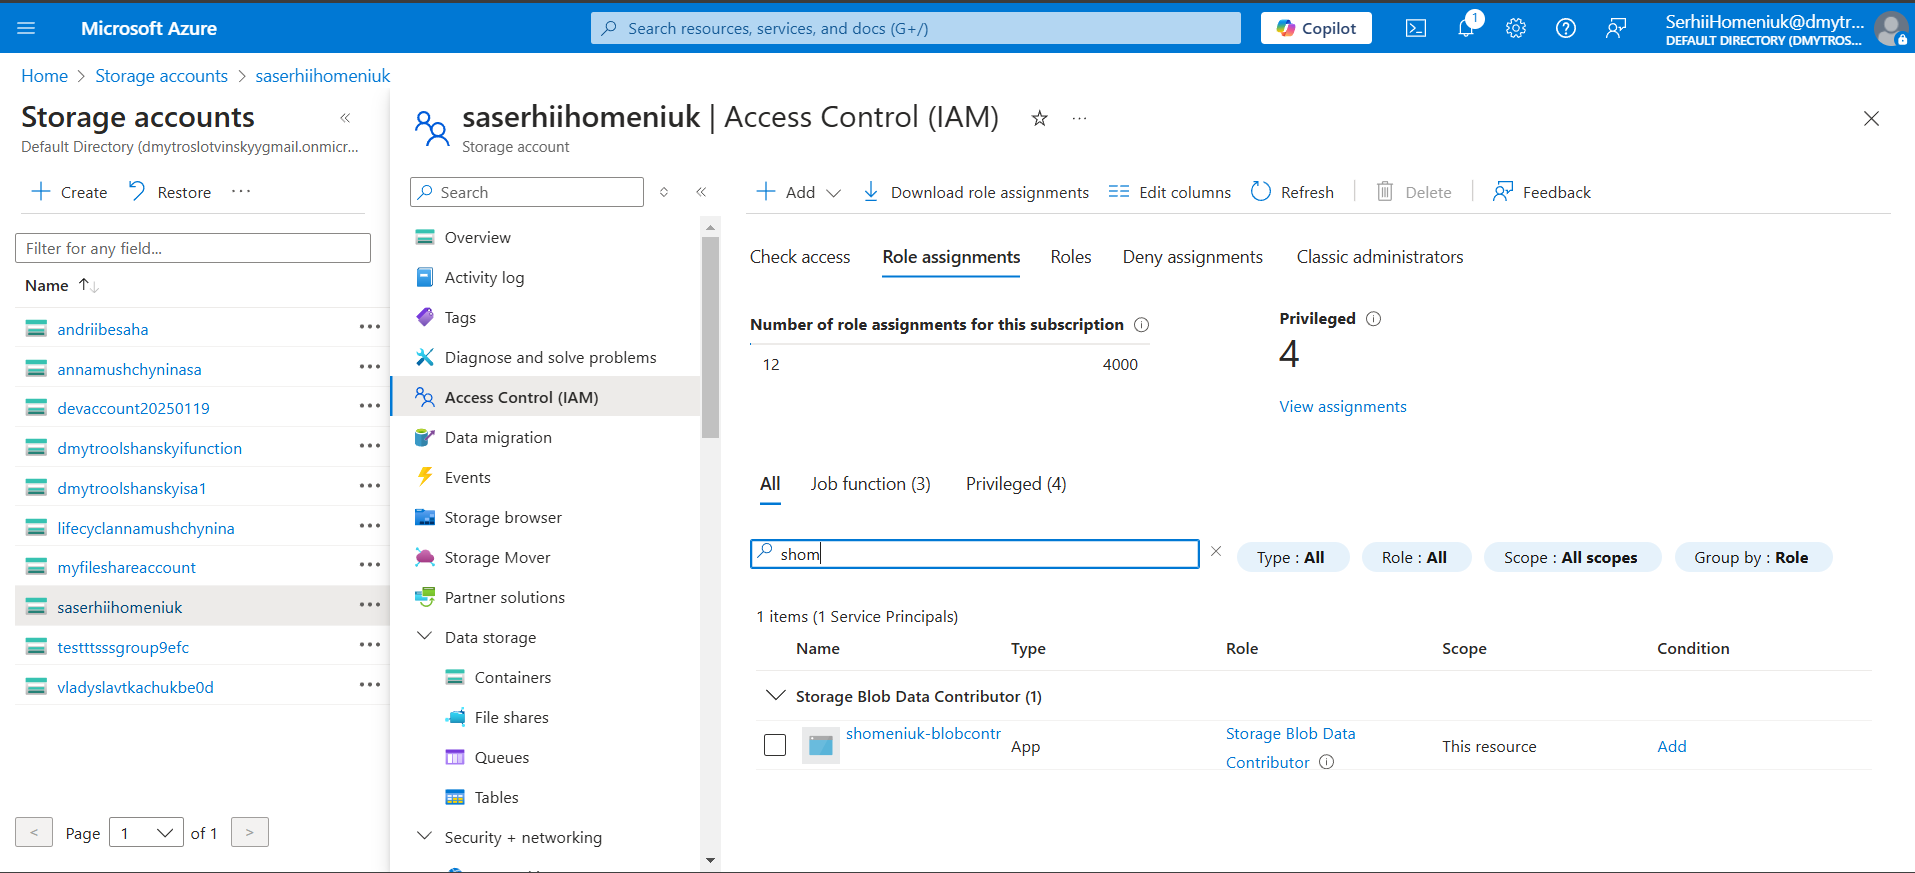 Microsoft Azure
Search resources, services, and docs (G+/)
Copilot
1
SerhiiHomeniuk@dmytr...
DEFAULT DIRECTORY (DMYTROS...
Home > Storage accounts > saserhiihomeniuk
Storage accounts
Default Directory (dmytroslotvinskyygmail.onmicr...
Create
Restore
Filter for any field...
Name
andriibesaha
annamushchyninasa
devaccount20250119
dmytroolshanskyifunction
dmytroolshanskyisa1
lifecyclannamushchynina
myfileshareaccount
saserhiihomeniuk
testttsssgroup9efc
vladyslavtkachukbe0d
< Page 1 of 1 >
saserhiihomeniuk | Access Control (IAM)
Storage account
Search
Overview
Activity log
Tags
Diagnose and solve problems
Access Control (IAM)
Data migration
Events
Storage browser
Storage Mover
Partner solutions
Data storage
Containers
File shares
Queues
Tables
Security + networking
Add
Download role assignments
Edit columns
Refresh
Delete
Feedback
Check access
Role assignments
Roles
Deny assignments
Classic administrators
Number of role assignments for this subscription
12
4000
Privileged
4
View assignments
All
Job function (3)
Privileged (4)
shom
Type : All
Role : All
Scope : All scopes
Group by : Role
1 items (1 Service Principals)
Name Type Role Scope Condition
Storage Blob Data Contributor (1)
shomeniuk-blobcontr
App
Storage Blob Data
Contributor
This resource
Add